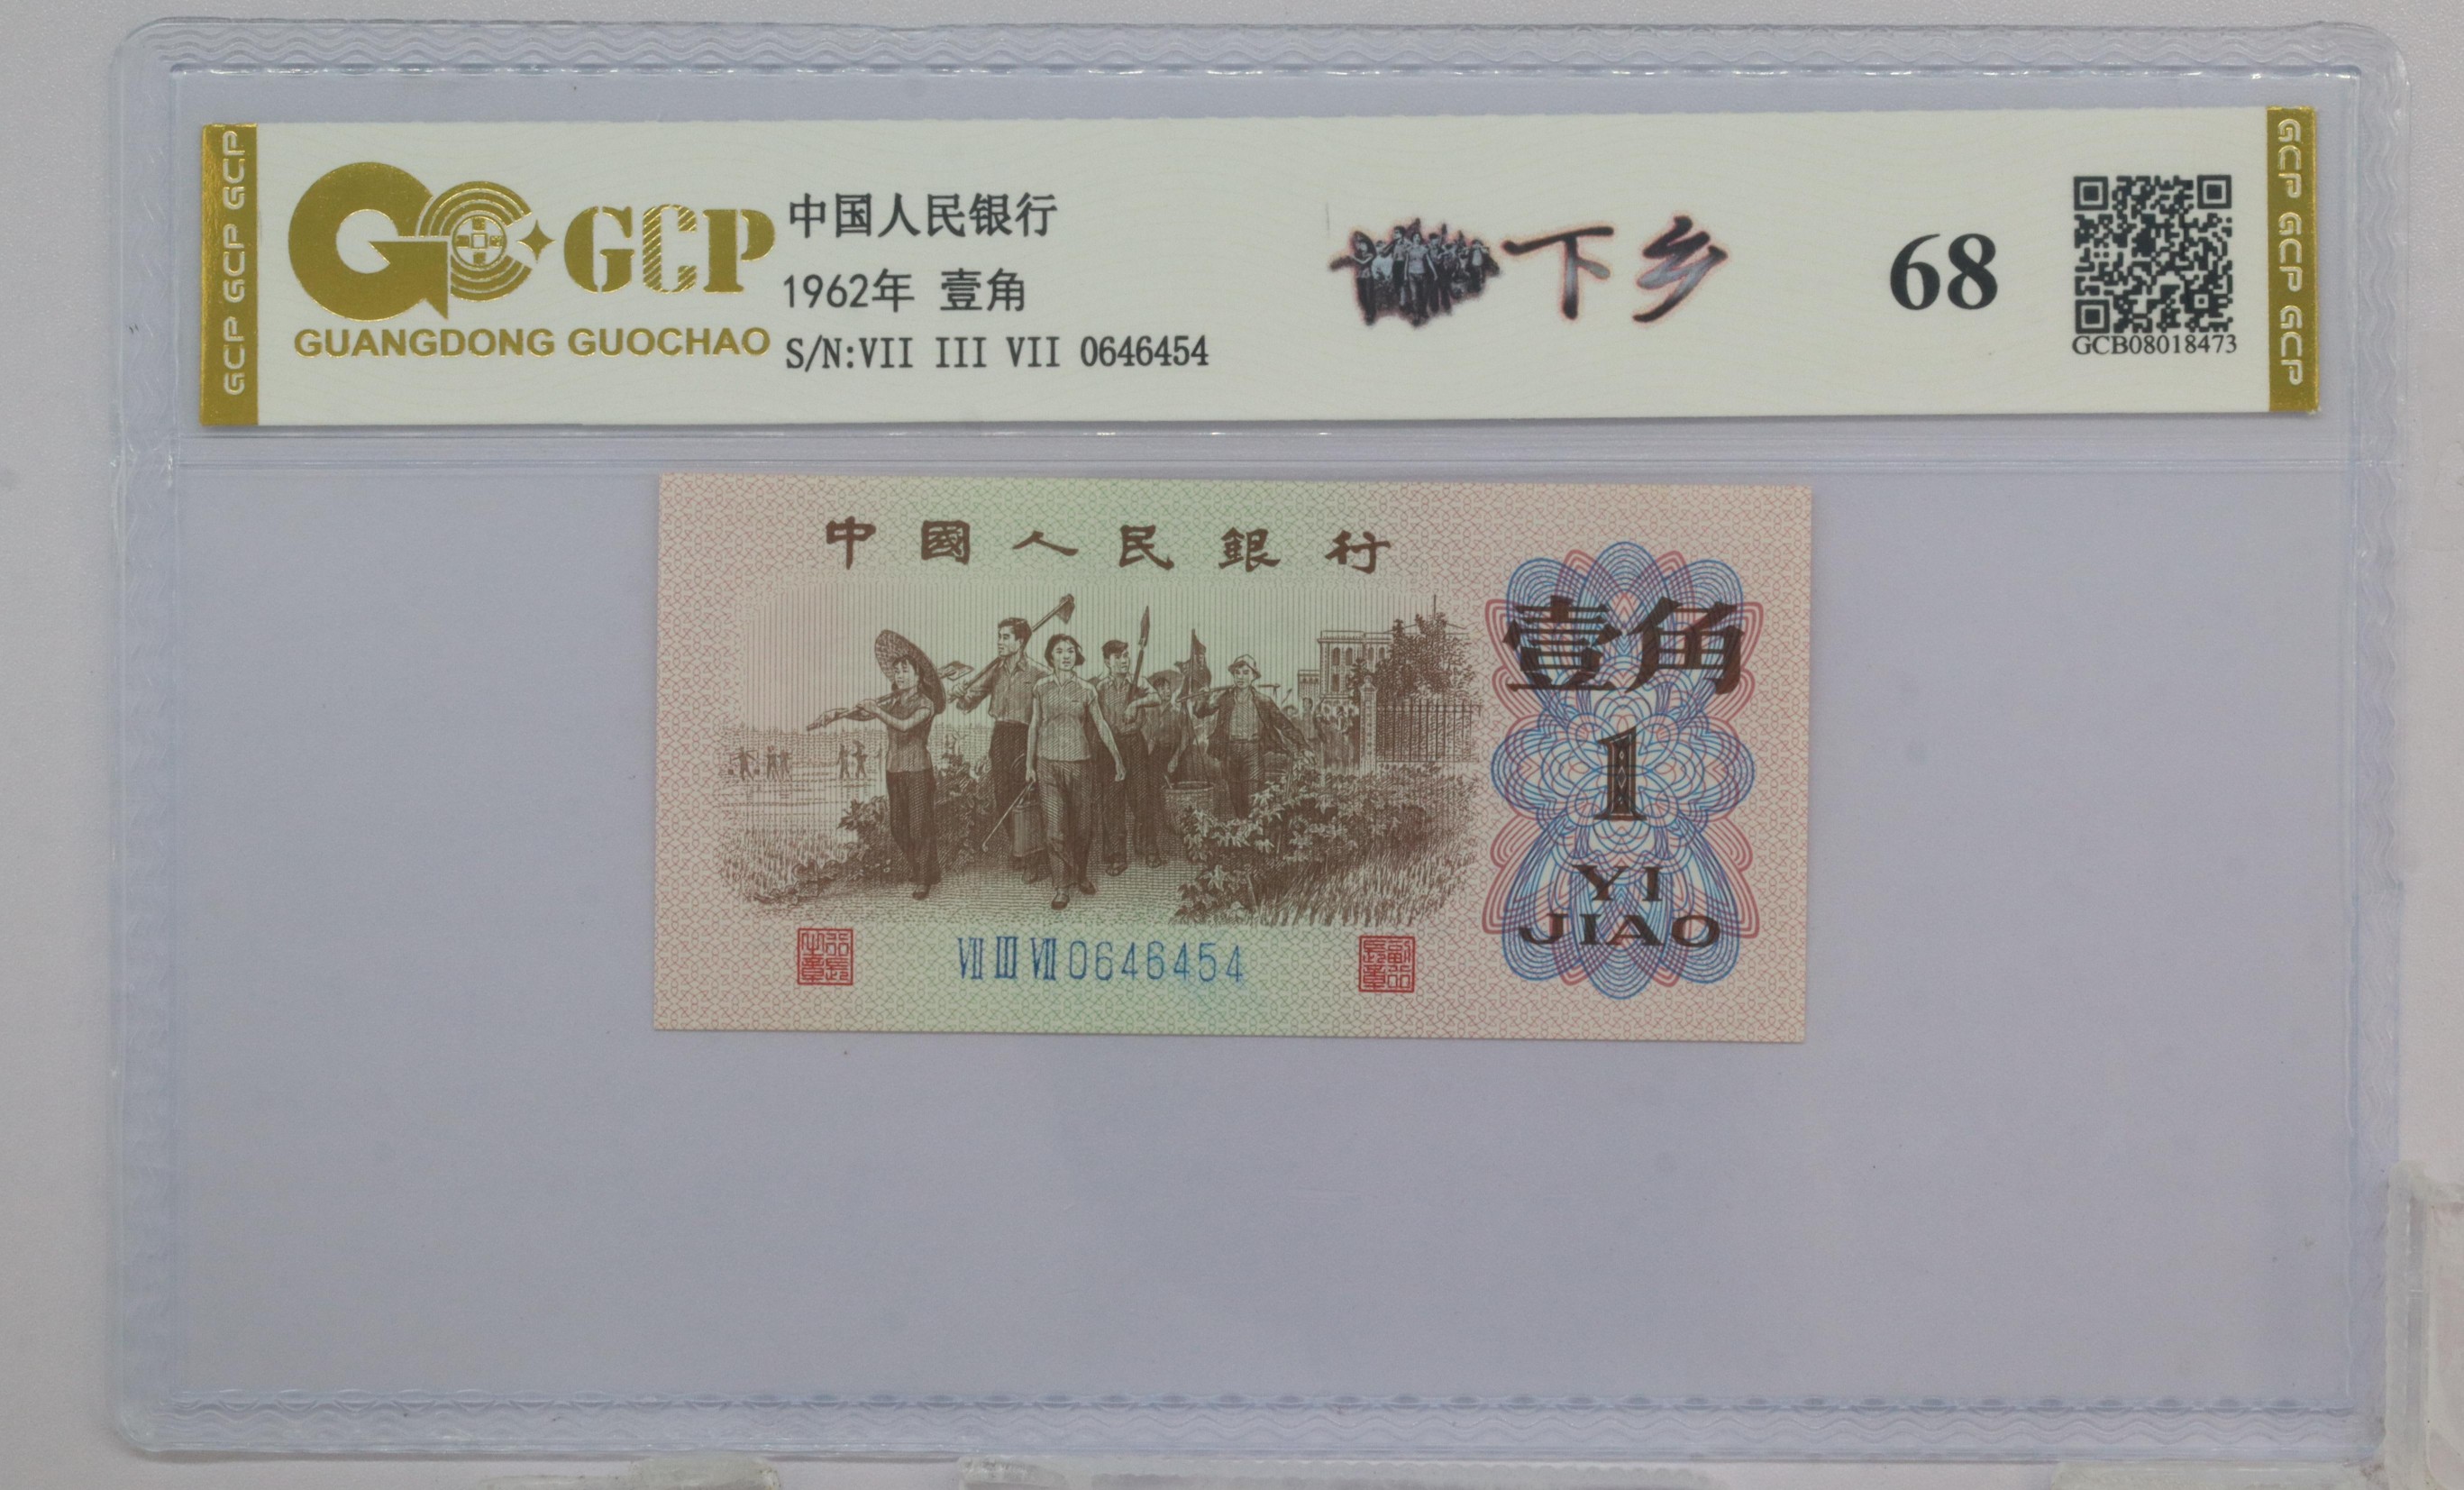 GCP GCP GCP
GCP
GUANGDONG GUOCHAO
中国人民银行
1962年 壹角
S/N:VII III VII 0646454
下乡
68
GCB08018473
GCP GCP GCP
中國人民銀行
壹角
1
YI
JIAO
VII III VII 0646454